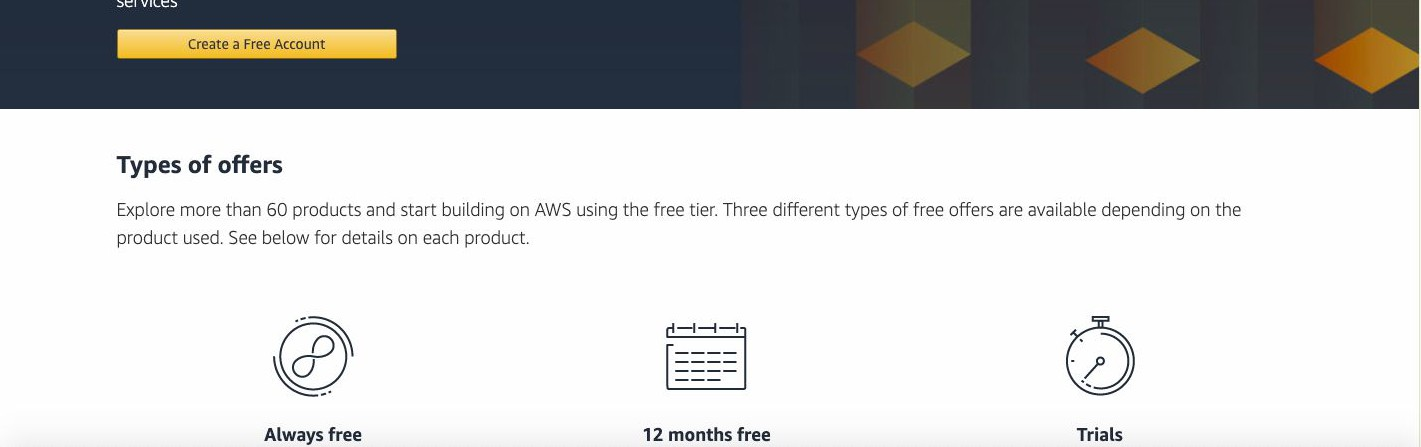 services
Create a Free Account
Types of offers
Explore more than 60 products and start building on AWS using the free tier. Three different types of free offers are available depending on the
product used. See below for details on each product.
Always free
12 months free
Trials